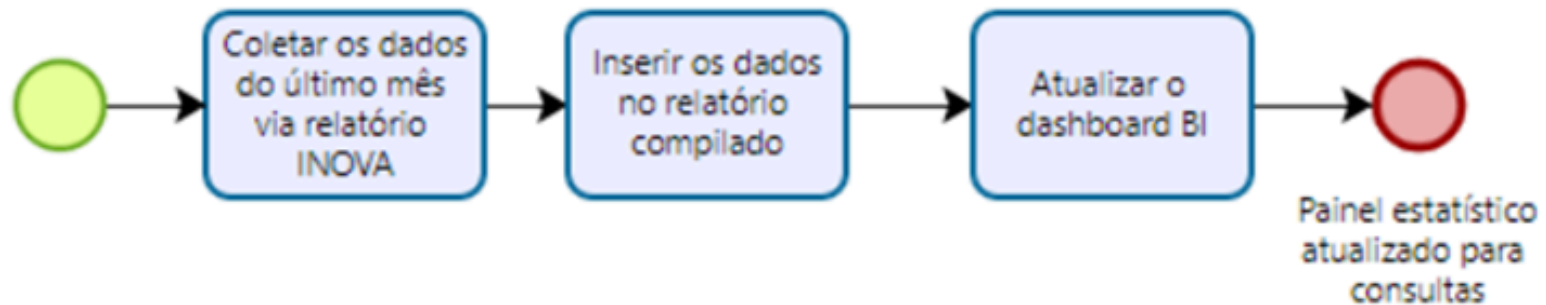 Coletar os dados
do último mês
via relatório
INOVA
Inserir os dados
no relatório
compilado
Atualizar o
dashboard BI
Painel estatístico
atualizado para
consultas